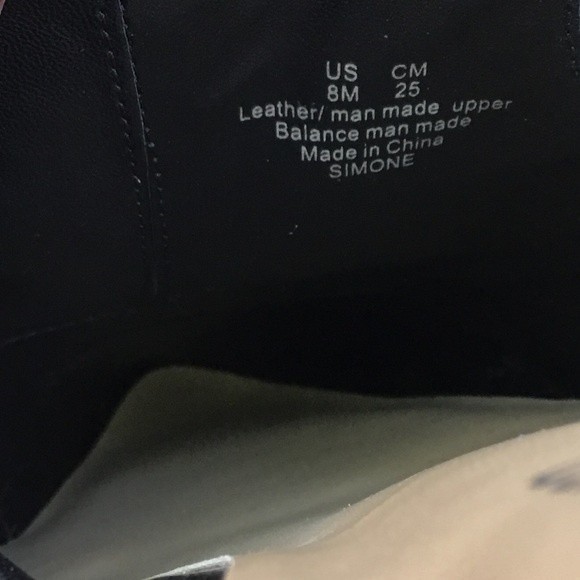 US CM
8M 25
Leather/ man made upper
Balance man made
Made in China
SIMONE